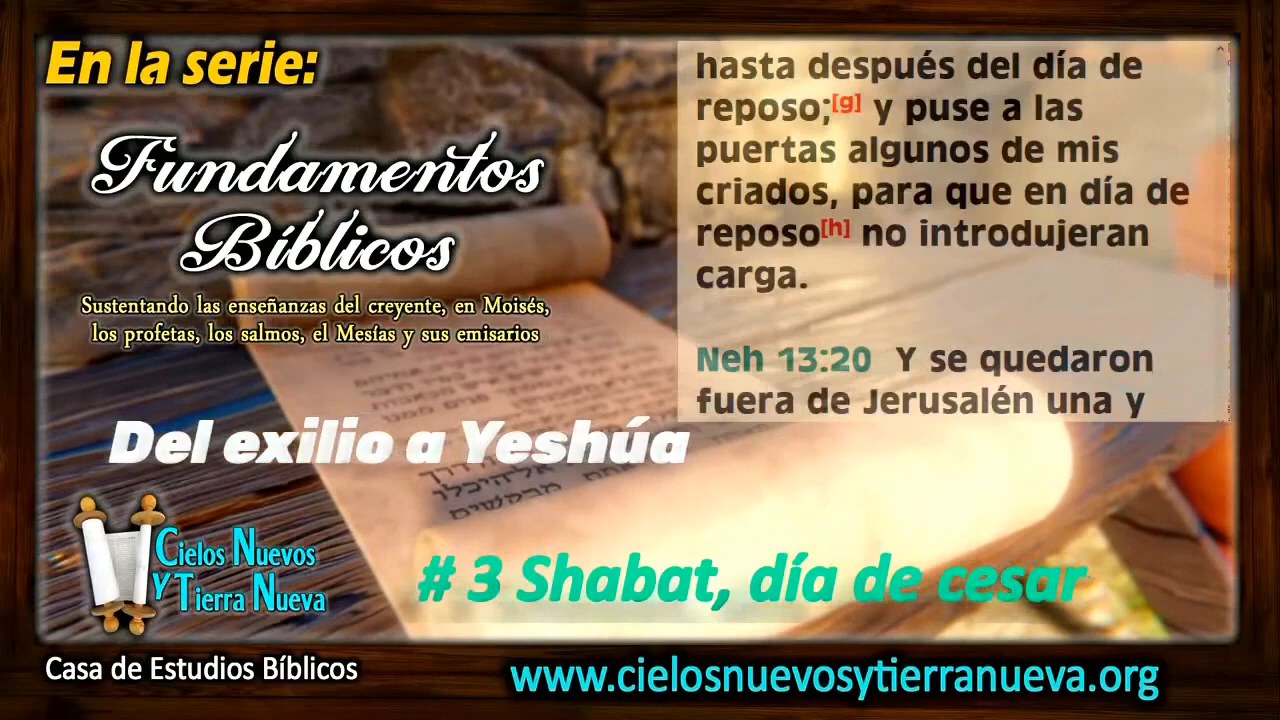 En la serie:
Fundamentos
Bíblicos
Sustentando las enseñanzas del creyente, en Moisés,
los profetas, los salmos, el Mesías y sus emisarios
hasta después del día de
reposo;[g] y puse a las
puertas algunos de mis
criados, para que en día de
reposo[h] no introdujeran
carga.
Neh 13:20 Y se quedaron
fuera de Jerusalén una y
Del exilio a Yeshúa
# 3 Shabat, día de cesar
Cielos Nuevos
Y Tierra Nueva
Casa de Estudios Bíblicos
www.cielosnuevosytierranueva.org